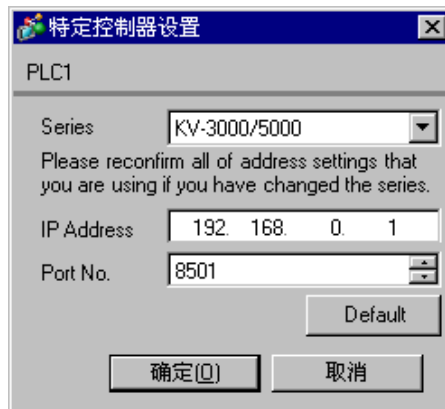 特定控制器设置
PLC1
Series KV-3000/5000
Please reconfirm all of address settings that
you are using if you have changed the series.
IP Address 192. 168. 0. 1
Port No. 8501
Default
确定(O) 取消